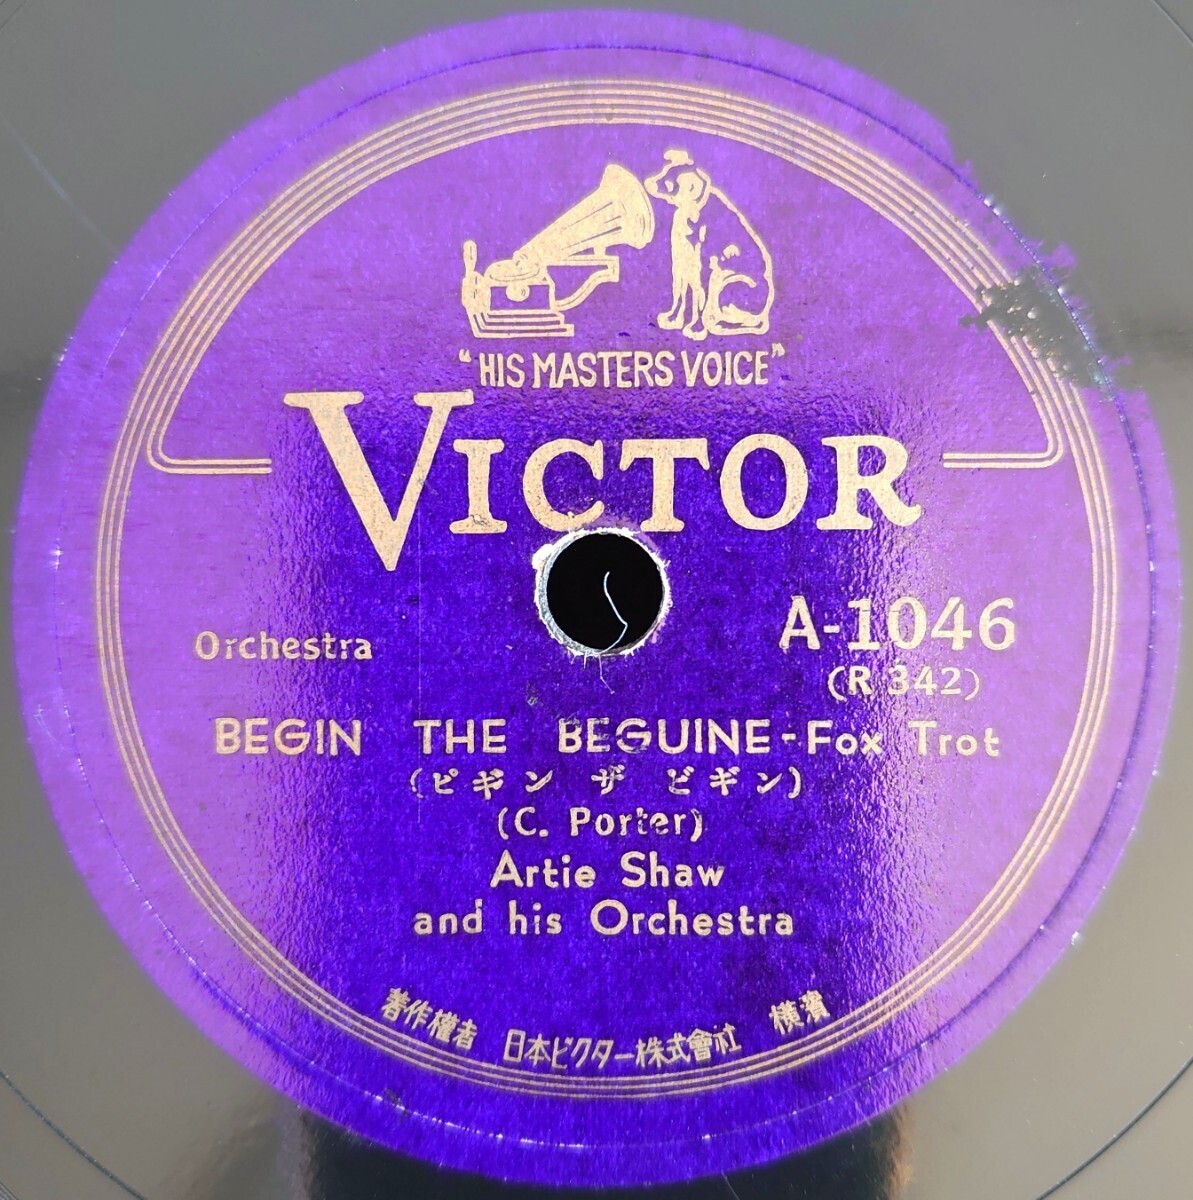 "HIS MASTERS VOICE"
VICTOR
Orchestra
A-1046
(R 342)
BEGIN THE BEGUINE-Fox Trot
(ビギン ザ ビギン)
(C. Porter)
Artie Shaw
and his Orchestra
著作權者 日本ビクター株式會社 横濱